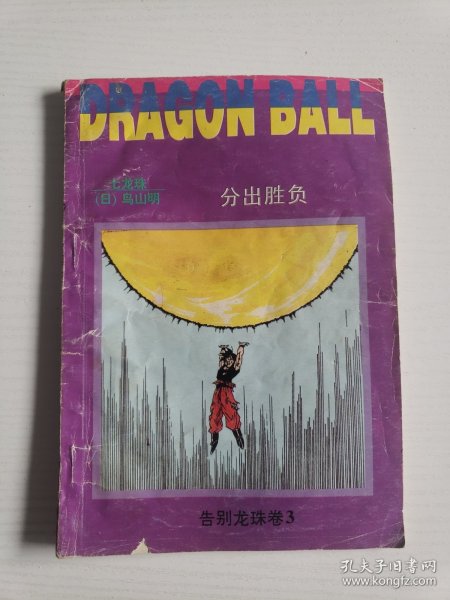 DRAGON BALL
七龙珠
(日) 鸟山明
分出胜负
告别龙珠卷3
孔夫子旧书网
www.kongfz.com